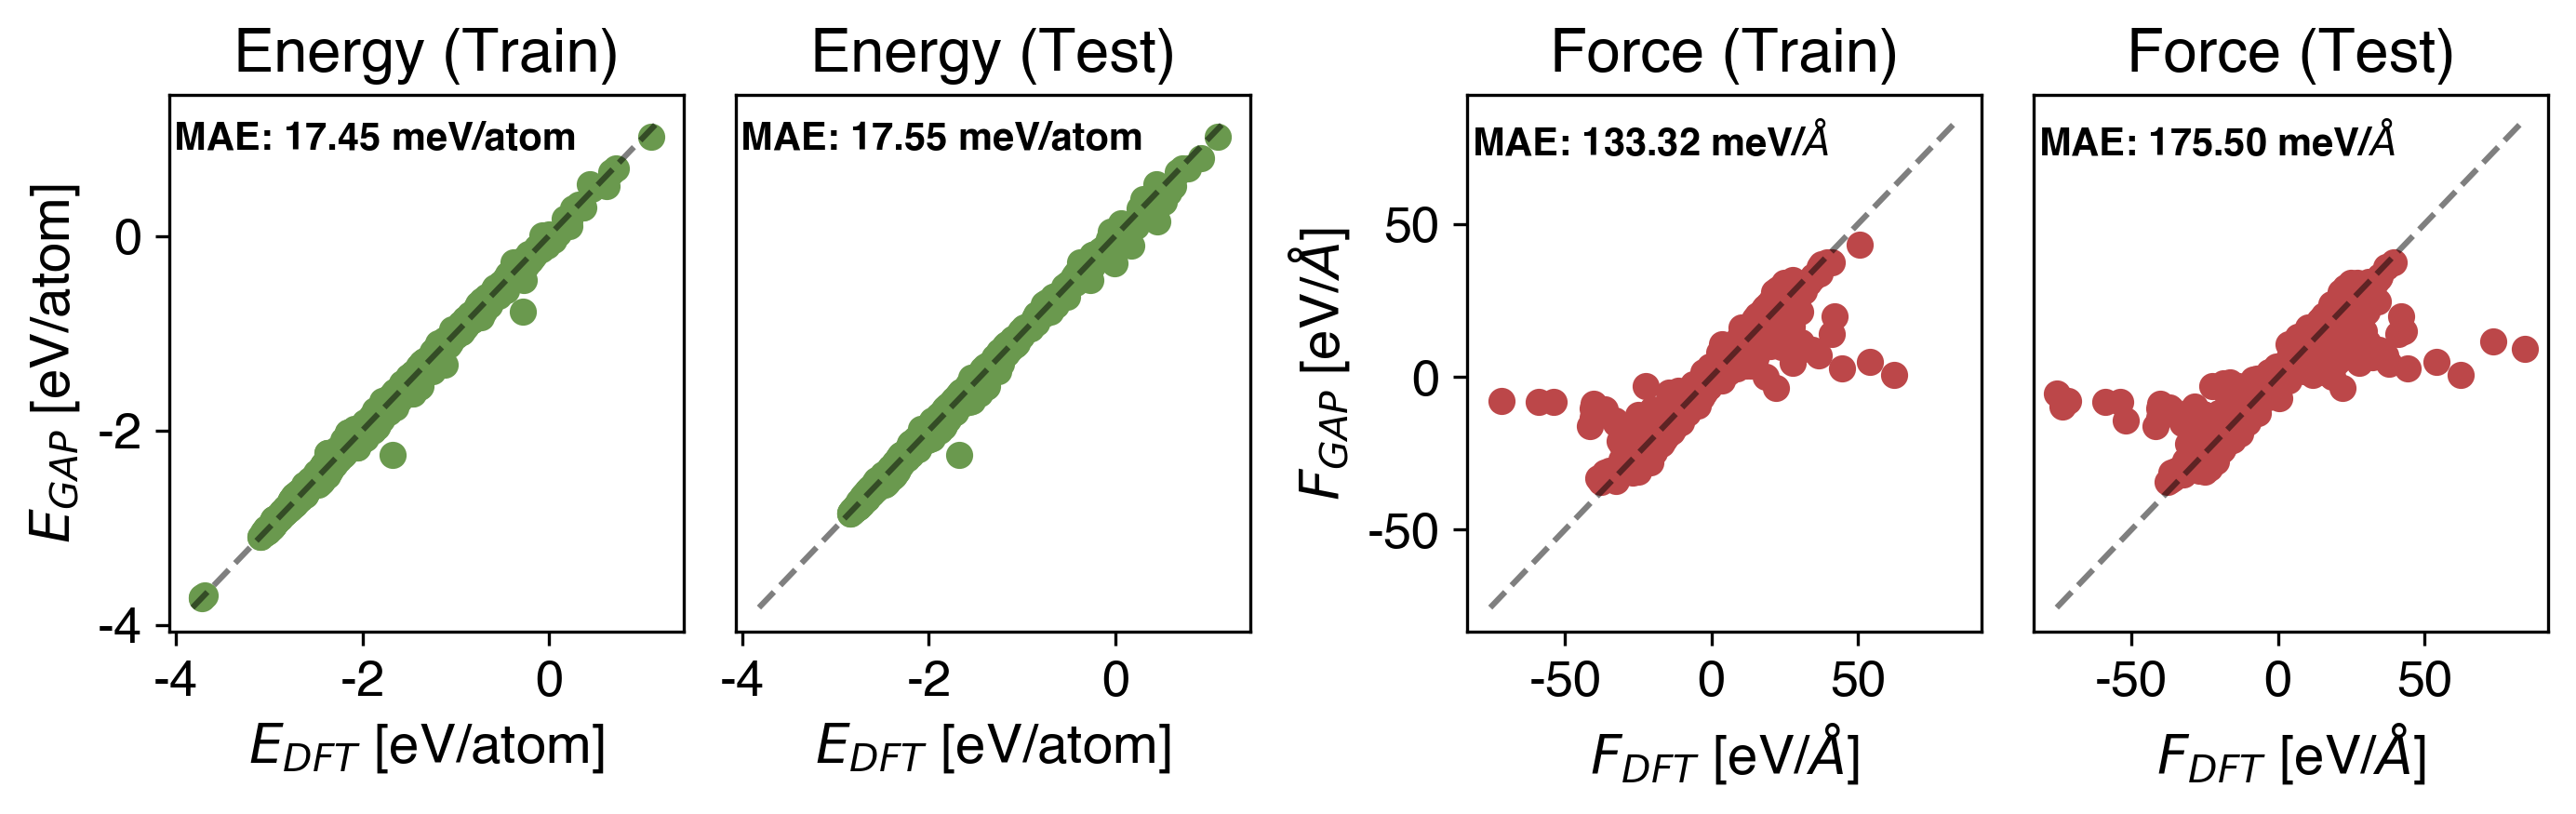 Energy (Train)
MAE: 17.45 meV/atom
E_GAP [eV/atom]
0
-2
-4
-4 -2 0
E_DFT [eV/atom]
Energy (Test)
MAE: 17.55 meV/atom
-4 -2 0
E_DFT [eV/atom]
Force (Train)
MAE: 133.32 meV/Å
F_GAP [eV/Å]
50
0
-50
-50 0 50
F_DFT [eV/Å]
Force (Test)
MAE: 175.50 meV/Å
-50 0 50
F_DFT [eV/Å]